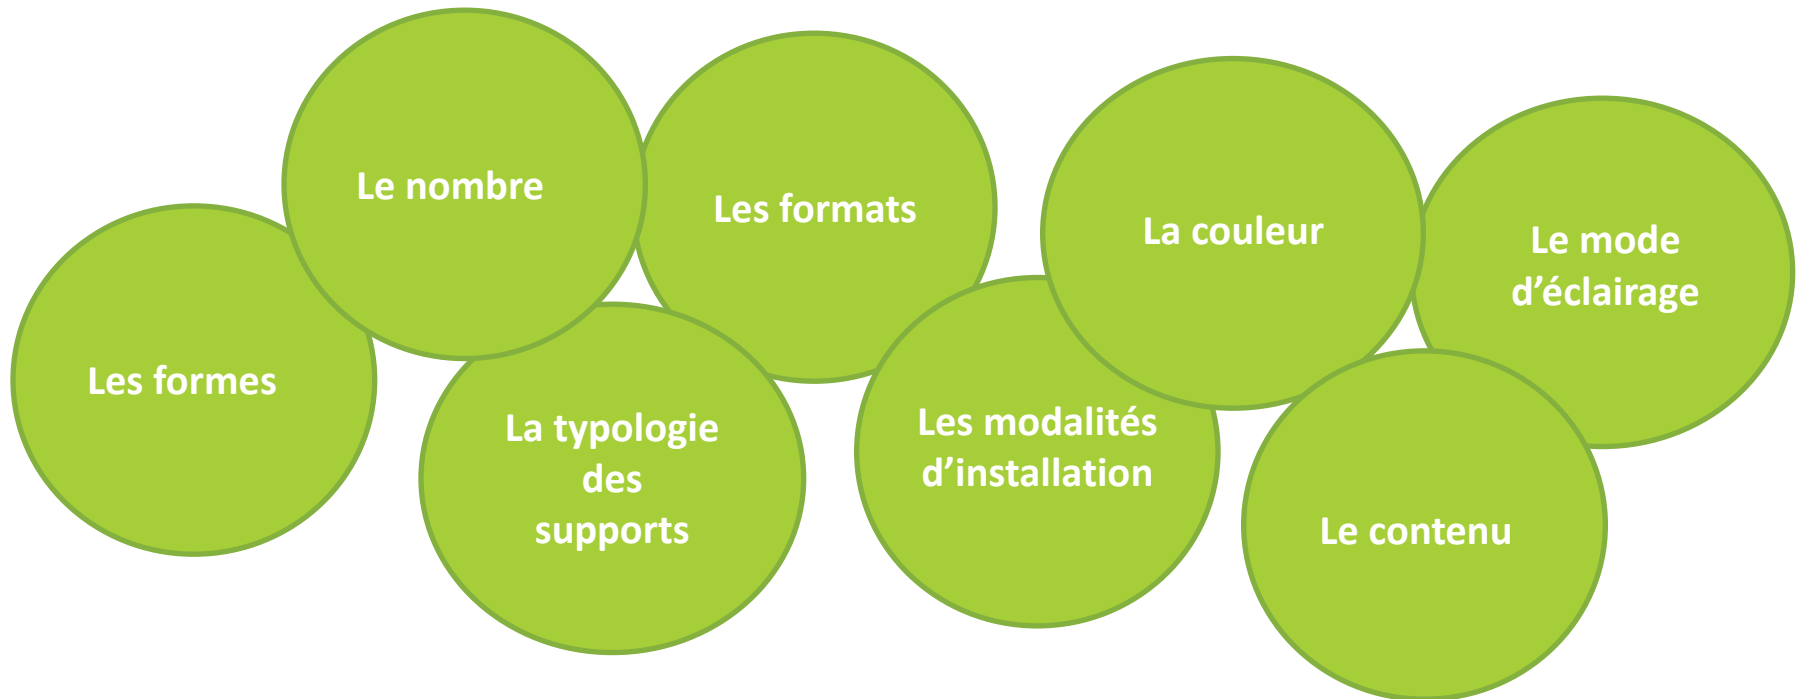 Les formes
Le nombre
La typologie
des
supports
Les formats
Les modalités
d’installation
La couleur
Le contenu
Le mode
d’éclairage